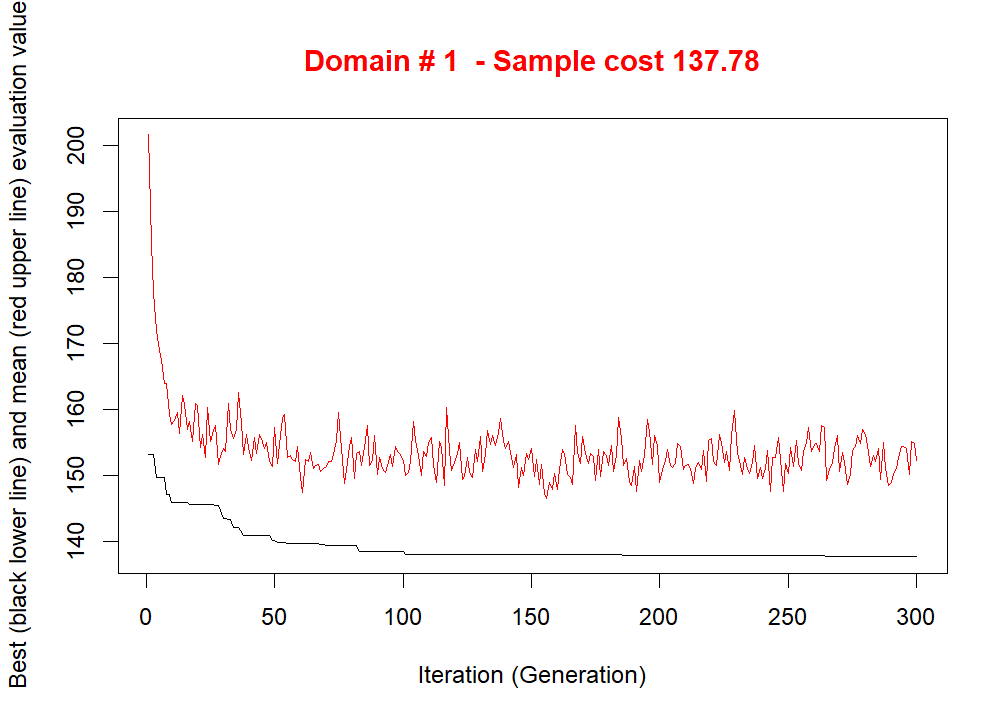 Domain # 1  - Sample cost 137.78
Best (black lower line) and mean (red upper line) evaluation value
200
190
180
170
160
150
140
0 50 100 150 200 250 300
Iteration (Generation)